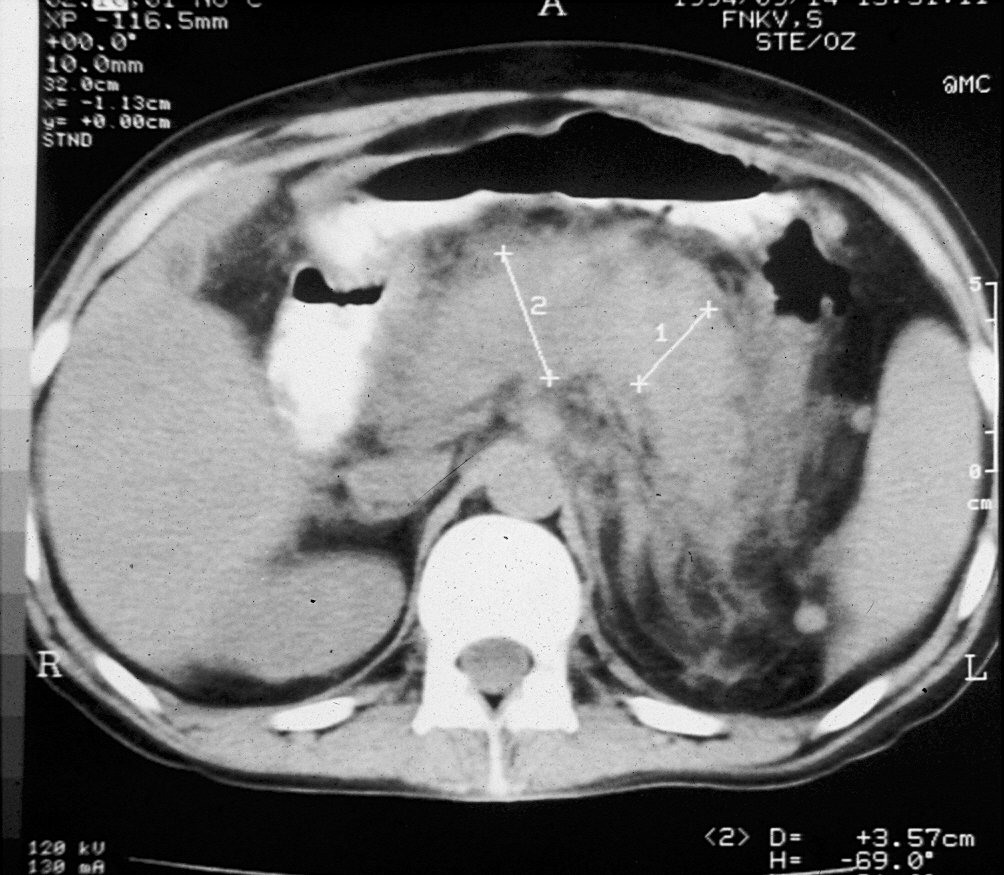 A
XP -116.5mm
+00.0°
10.0mm
32.0cm
x= -1.13cm
y= +0.00cm
STND
FNKV,S
STE/OZ
@MC
2
1
5
0
cm
R
L
120 kV
130 mA
<2> D= +3.57cm
H= -69.0°